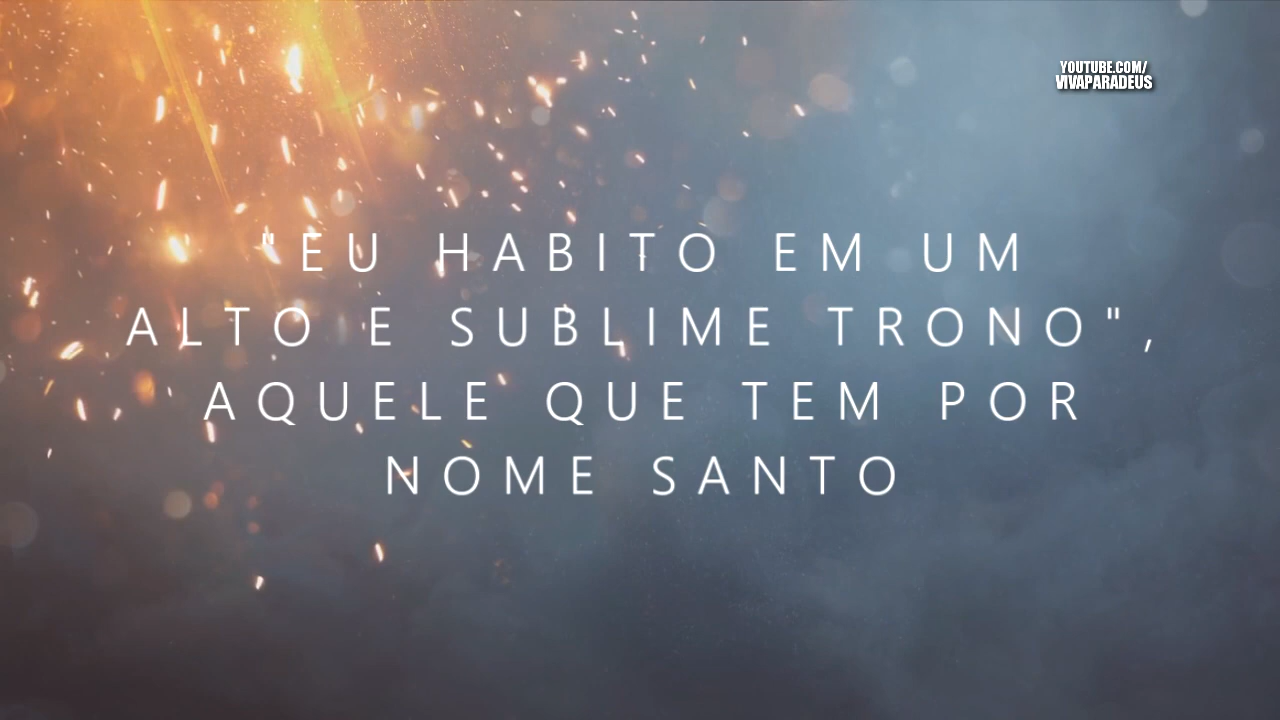 YOUTUBE.COM/
VIVAPARADEUS
"EU HABITO EM UM
ALTO E SUBLIME TRONO",
AQUELE QUE TEM POR
NOME SANTO